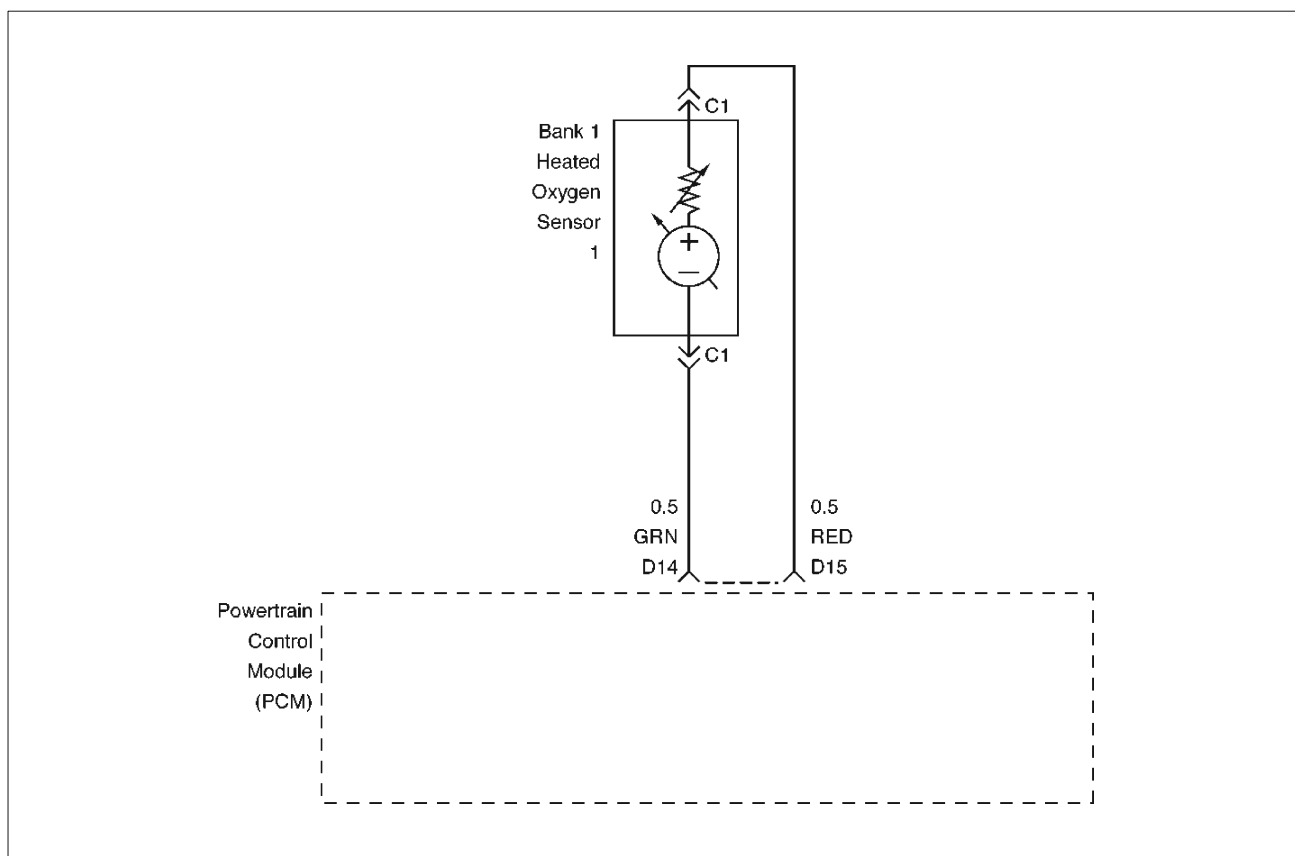 C1
Bank 1
Heated
Oxygen
Sensor
1
+
−
C1
0.5
GRN
D14
0.5
RED
D15
Powertrain
Control
Module
(PCM)